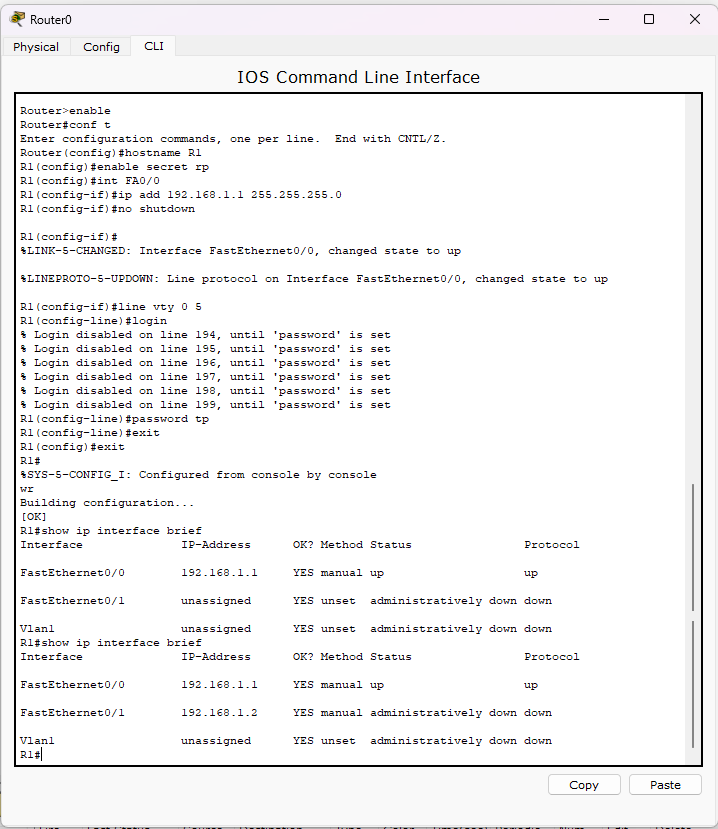 Router0
Physical Config CLI
IOS Command Line Interface
Router>enable
Router#conf t
Enter configuration commands, one per line.  End with CNTL/Z.
Router(config)#hostname R1
R1(config)#enable secret rp
R1(config)#int FA0/0
R1(config-if)#ip add 192.168.1.1 255.255.255.0
R1(config-if)#no shutdown
R1(config-if)#
%LINK-5-CHANGED: Interface FastEthernet0/0, changed state to up
%LINEPROTO-5-UPDOWN: Line protocol on Interface FastEthernet0/0, changed state to up
R1(config-if)#line vty 0 5
R1(config-line)#login
% Login disabled on line 194, until 'password' is set
% Login disabled on line 195, until 'password' is set
% Login disabled on line 196, until 'password' is set
% Login disabled on line 197, until 'password' is set
% Login disabled on line 198, until 'password' is set
% Login disabled on line 199, until 'password' is set
R1(config-line)#password tp
R1(config-line)#exit
R1(config)#exit
R1#
%SYS-5-CONFIG_I: Configured from console by console
wr
Building configuration...
[OK]
R1#show ip interface brief
Interface              IP-Address      OK? Method Status                Protocol
FastEthernet0/0        192.168.1.1     YES manual up                    up
FastEthernet0/1        unassigned      YES unset  administratively down down
Vlan1                  unassigned      YES unset  administratively down down
R1#show ip interface brief
Interface              IP-Address      OK? Method Status                Protocol
FastEthernet0/0        192.168.1.1     YES manual up                    up
FastEthernet0/1        192.168.1.2     YES manual administratively down down
Vlan1                  unassigned      YES unset  administratively down down
R1#
Copy Paste